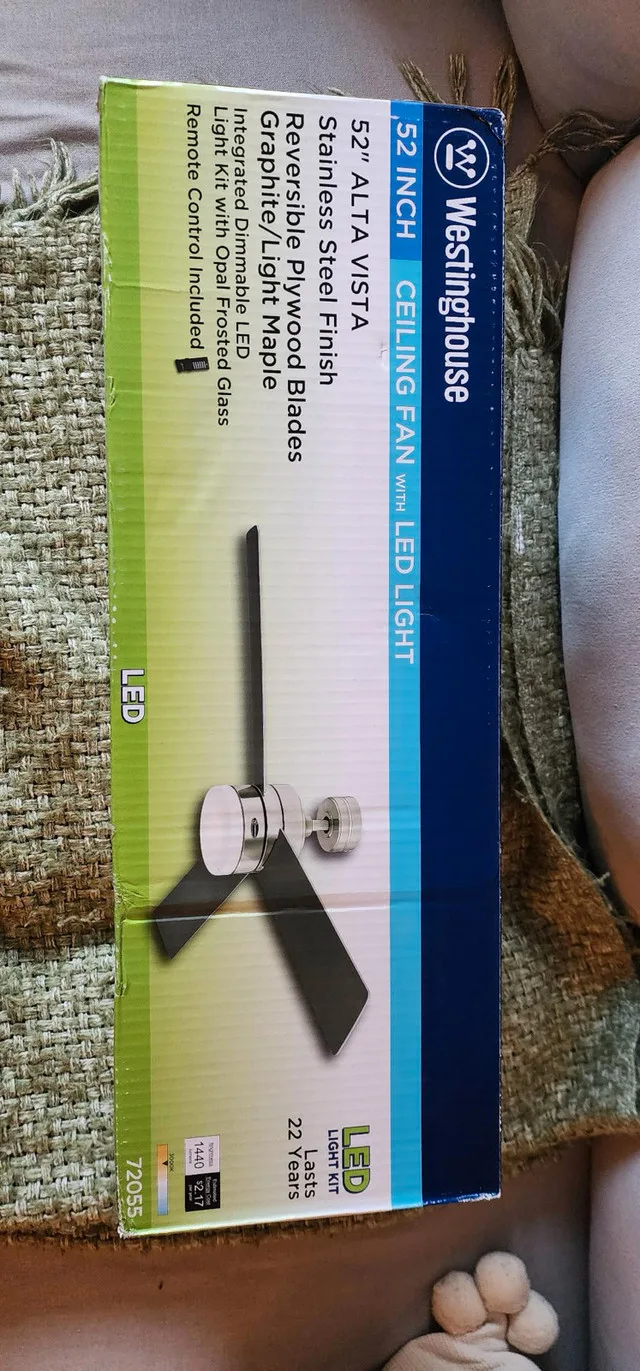 Westinghouse
52 INCH CEILING FAN WITH LED LIGHT
52" ALTA VISTA
Stainless Steel Finish
Reversible Plywood Blades
Graphite/Light Maple
Integrated Dimmable LED
Light Kit with Opal Frosted Glass
Remote Control Included
LED
LED
LIGHT KIT
Lasts
22 Years
1440
$2.17
3000K
72055